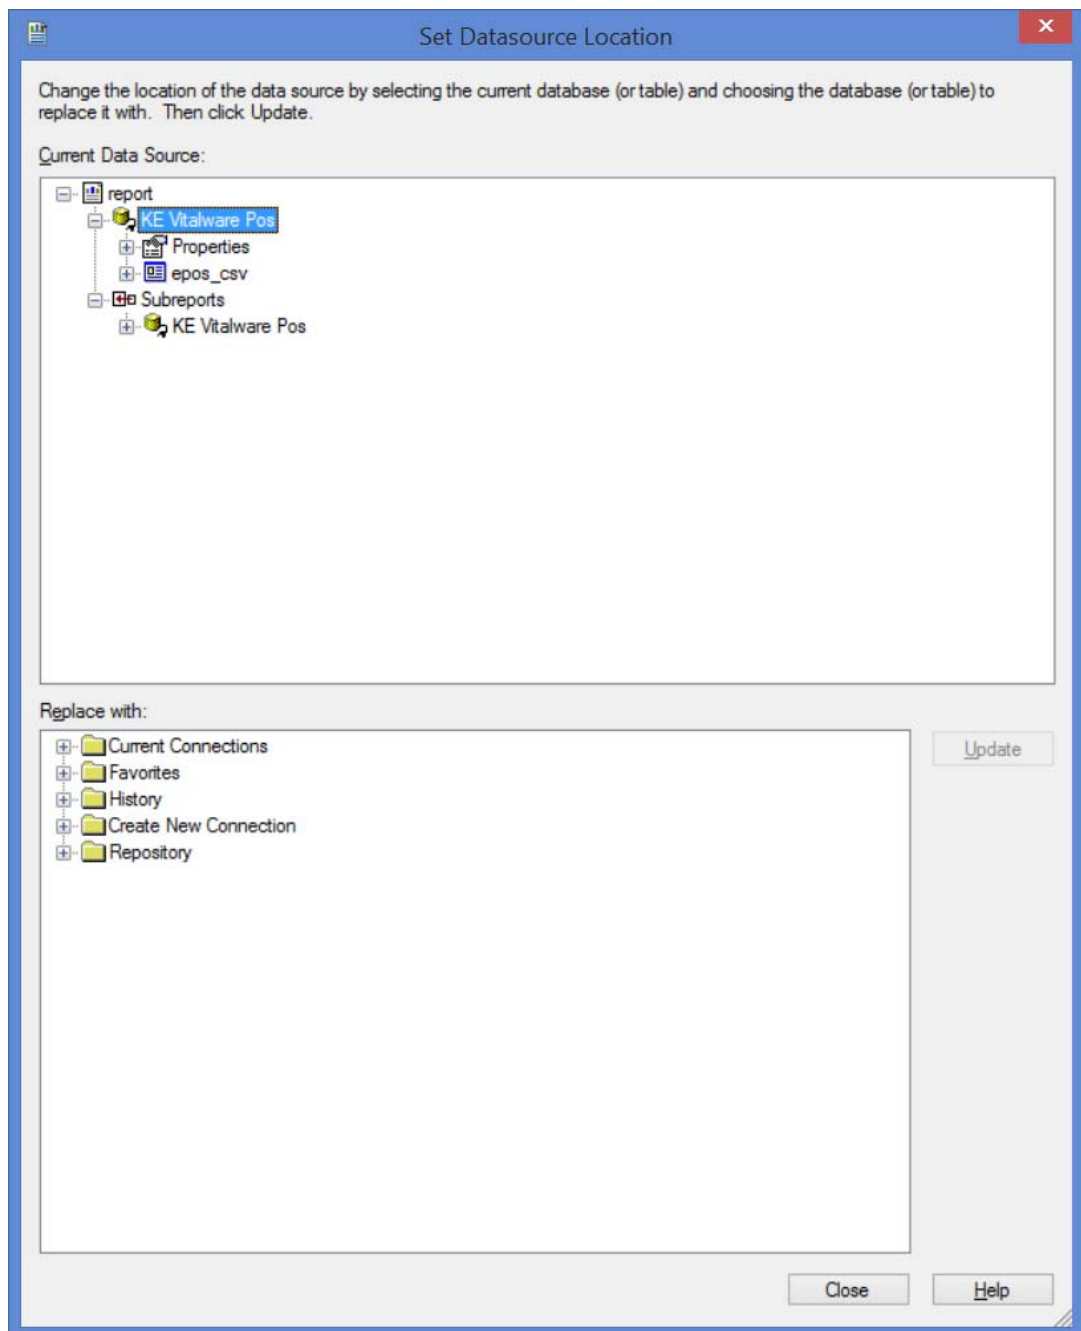 Set Datasource Location
Change the location of the data source by selecting the current database (or table) and choosing the database (or table) to
replace it with. Then click Update.
Current Data Source:
report
KE Vitalware Pos
Properties
epos_csv
Subreports
KE Vitalware Pos
Replace with:
Current Connections
Update
Favorites
History
Create New Connection
Repository
Close
Help